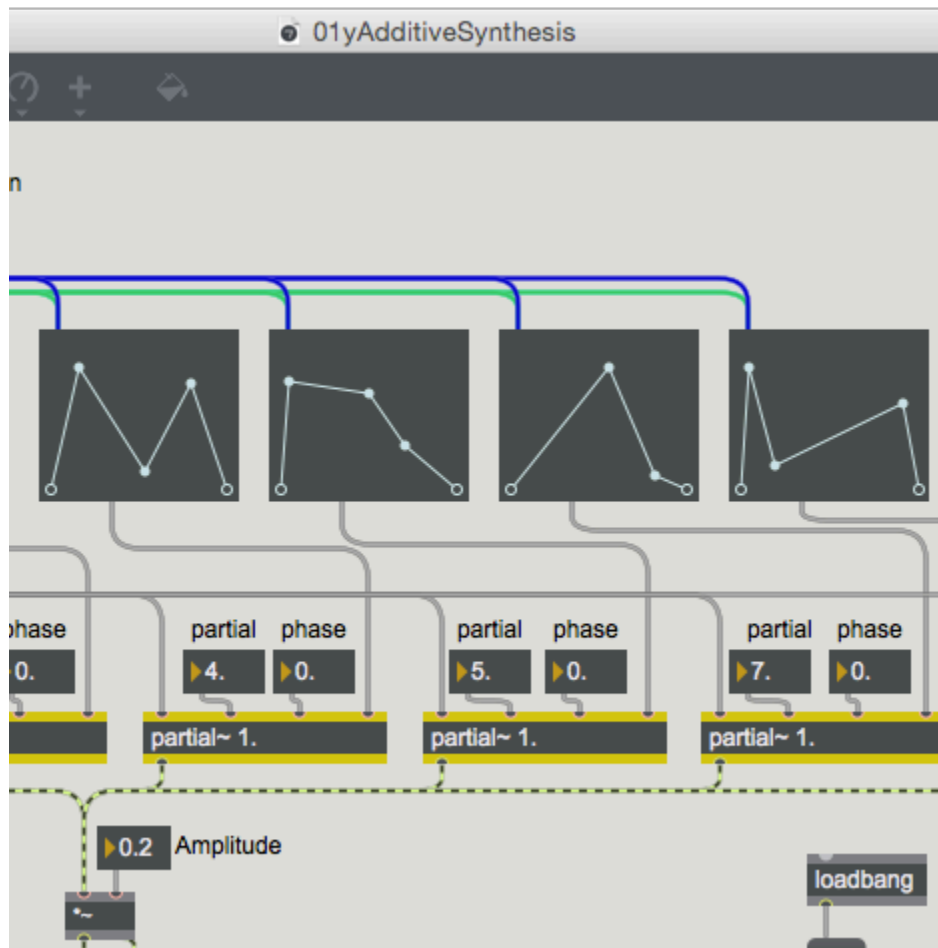 01yAdditiveSynthesis
n
phase partial phase partial phase partial phase
0. 4. 0. 5. 0. 7. 0.
partial~ 1. partial~ 1. partial~ 1.
0.2 Amplitude
*~
loadbang